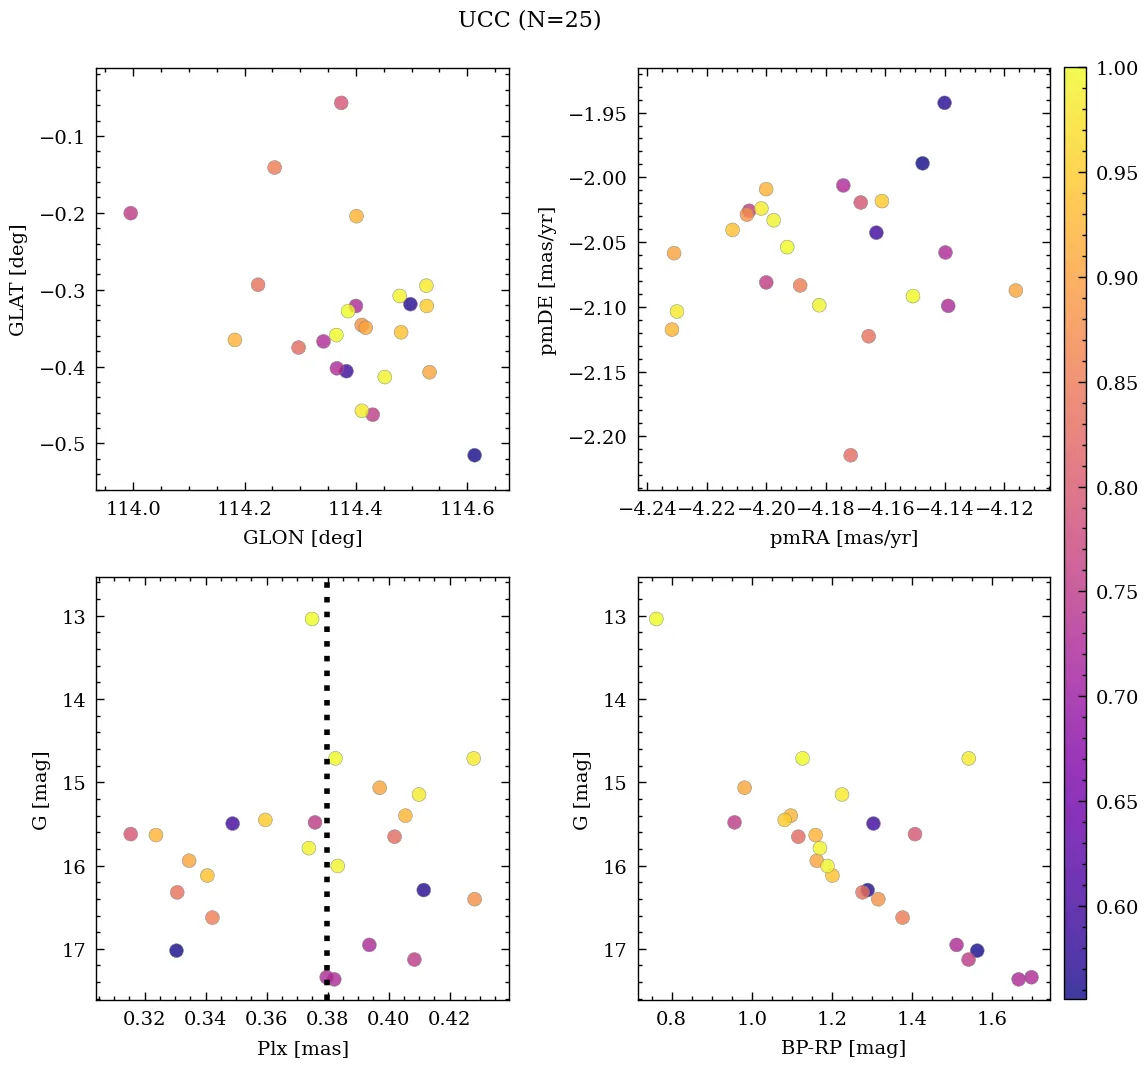 UCC (N=25)
−0.1
−0.2
−0.3
−0.4
−0.5
GLAT [deg]
114.0 114.2 114.4 114.6
GLON [deg]
−1.95
−2.00
−2.05
−2.10
−2.15
−2.20
pmDE [mas/yr]
−4.24 −4.22 −4.20 −4.18 −4.16 −4.14 −4.12
pmRA [mas/yr]
13
14
15
16
17
G [mag]
0.32 0.34 0.36 0.38 0.40 0.42
Plx [mas]
13
14
15
16
17
G [mag]
0.8 1.0 1.2 1.4 1.6
BP-RP [mag]
1.00
0.95
0.90
0.85
0.80
0.75
0.70
0.65
0.60